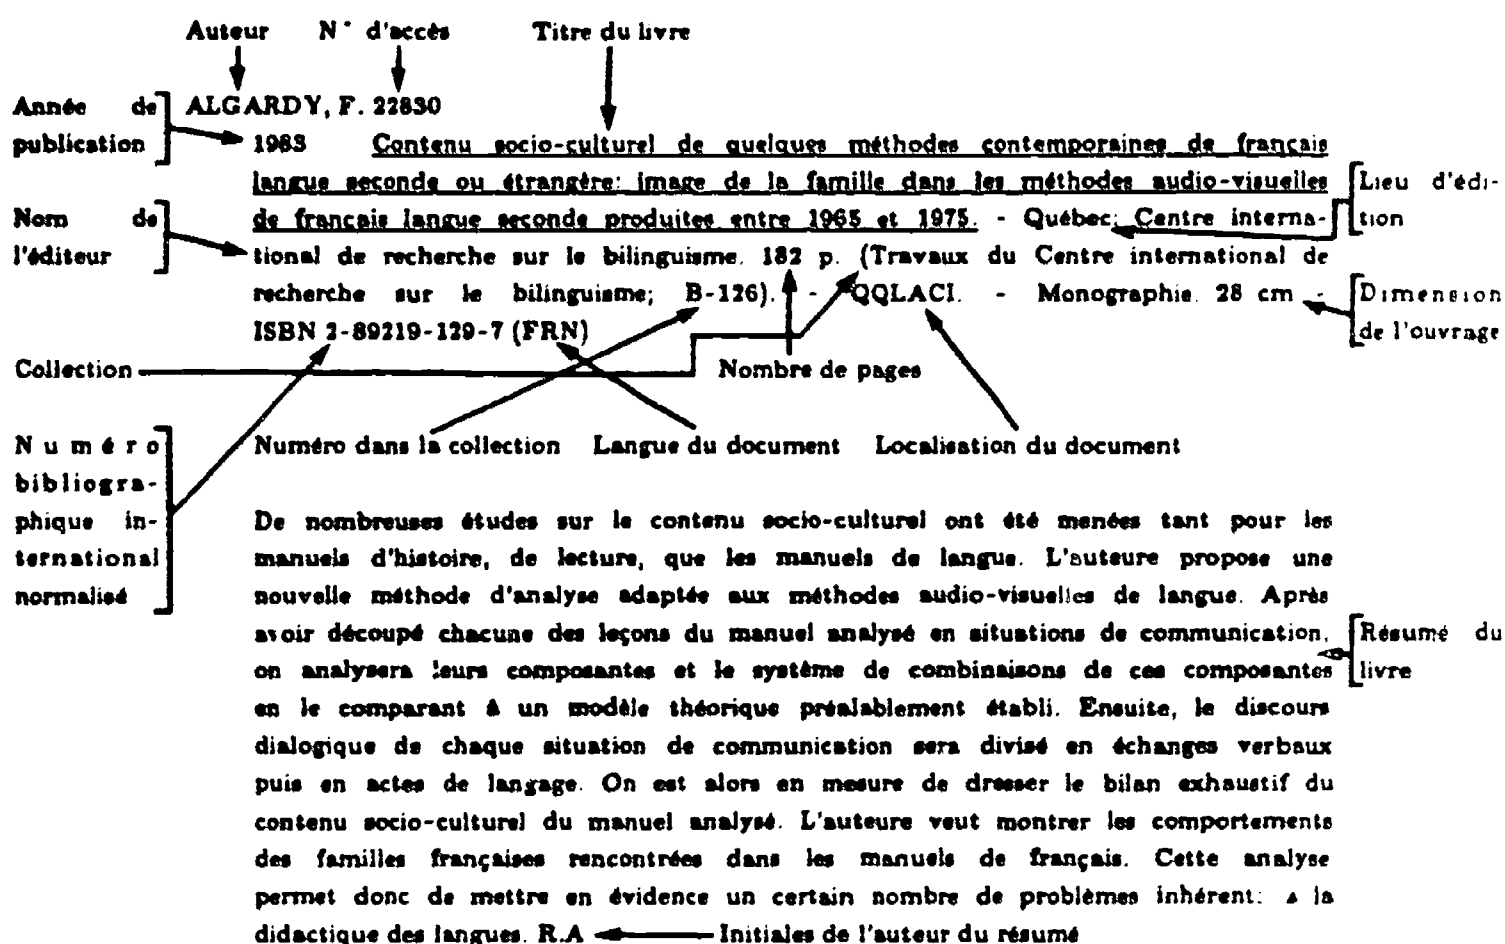 Auteur N° d'accès Titre du livre
Année de publication
ALGARDY, F. 22830
1983 Contenu socio-culturel de quelques méthodes contemporaines de français
langue seconde ou étrangère: image de la famille dans les méthodes audio-visuelles
de français langue seconde produites entre 1965 et 1975. - Québec: Centre interna-
Lieu d'édi-
tion
Nom de
l'éditeur
tional de recherche sur le bilinguisme. 182 p. (Travaux du Centre international de
recherche sur le bilinguisme; B-126). - QQLACI. - Monographie. 28 cm -
Dimension
de l'ouvrage
ISBN 2-89219-129-7 (FRN)
Collection Nombre de pages
Numéro
bibliogra-
phique in-
ternational
normalisé
Numéro dans la collection Langue du document Localisation du document
De nombreuses études sur le contenu socio-culturel ont été menées tant pour les
manuels d'histoire, de lecture, que les manuels de langue. L'auteure propose une
nouvelle méthode d'analyse adaptée aux méthodes audio-visuelles de langue. Après
avoir découpé chacune des leçons du manuel analysé en situations de communication,
on analysera leurs composantes et le système de combinaisons de ces composantes
en le comparant à un modèle théorique préalablement établi. Ensuite, le discours
dialogique de chaque situation de communication sera divisé en échanges verbaux
puis en actes de langage. On est alors en mesure de dresser le bilan exhaustif du
contenu socio-culturel du manuel analysé. L'auteure veut montrer les comportements
des familles françaises rencontrées dans les manuels de français. Cette analyse
permet donc de mettre en évidence un certain nombre de problèmes inhérent: à la
didactique des langues. R.A Initiales de l'auteur du résumé
Résumé du
livre